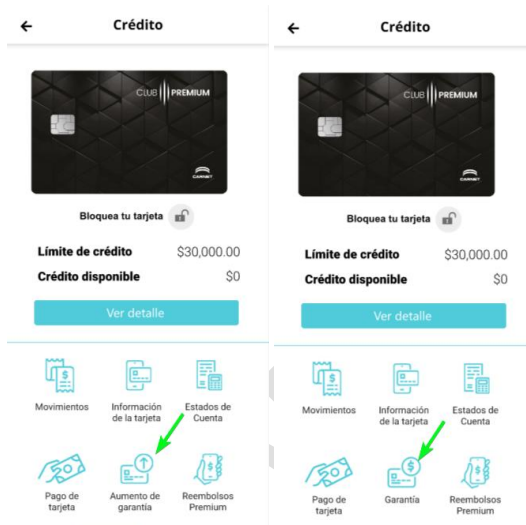 Crédito
CLUB PREMIUM
CARNET
Bloquea tu tarjeta
Límite de crédito $30,000.00
Crédito disponible $0
Ver detalle
Movimientos
Información
de la tarjeta
Estados de
Cuenta
Pago de
tarjeta
Aumento de
garantía
Reembolsos
Premium
Crédito
CLUB PREMIUM
CARNET
Bloquea tu tarjeta
Límite de crédito $30,000.00
Crédito disponible $0
Ver detalle
Movimientos
Información
de la tarjeta
Estados de
Cuenta
Pago de
tarjeta
Garantía
Reembolsos
Premium